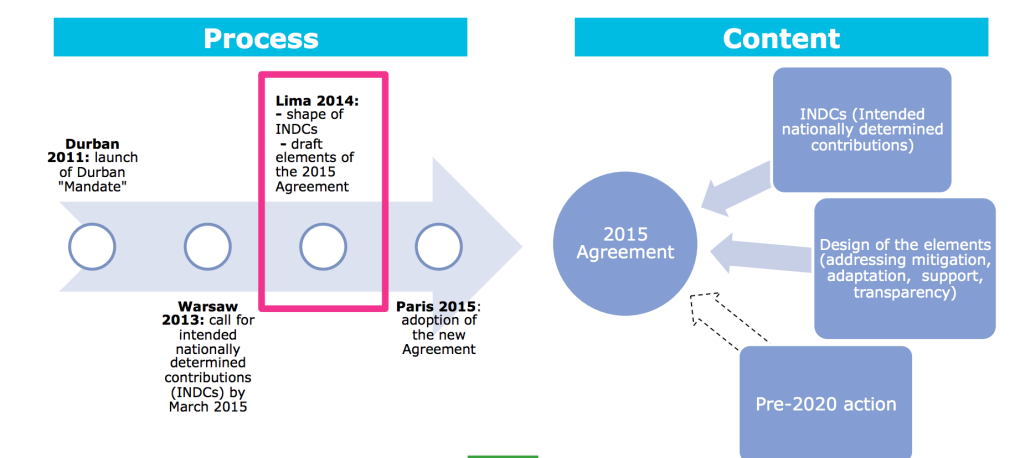 Process
Durban
2011: launch
of Durban
"Mandate"
Lima 2014:
- shape of
INDCs
- draft
elements of
the 2015
Agreement
Warsaw
2013: call for
intended
nationally
determined
contributions
(INDCs) by
March 2015
Paris 2015:
adoption of
the new
Agreement
Content
2015
Agreement
INDCs (Intended
nationally determined
contributions)
Design of the elements
(addressing mitigation,
adaptation, support,
transparency)
Pre-2020 action